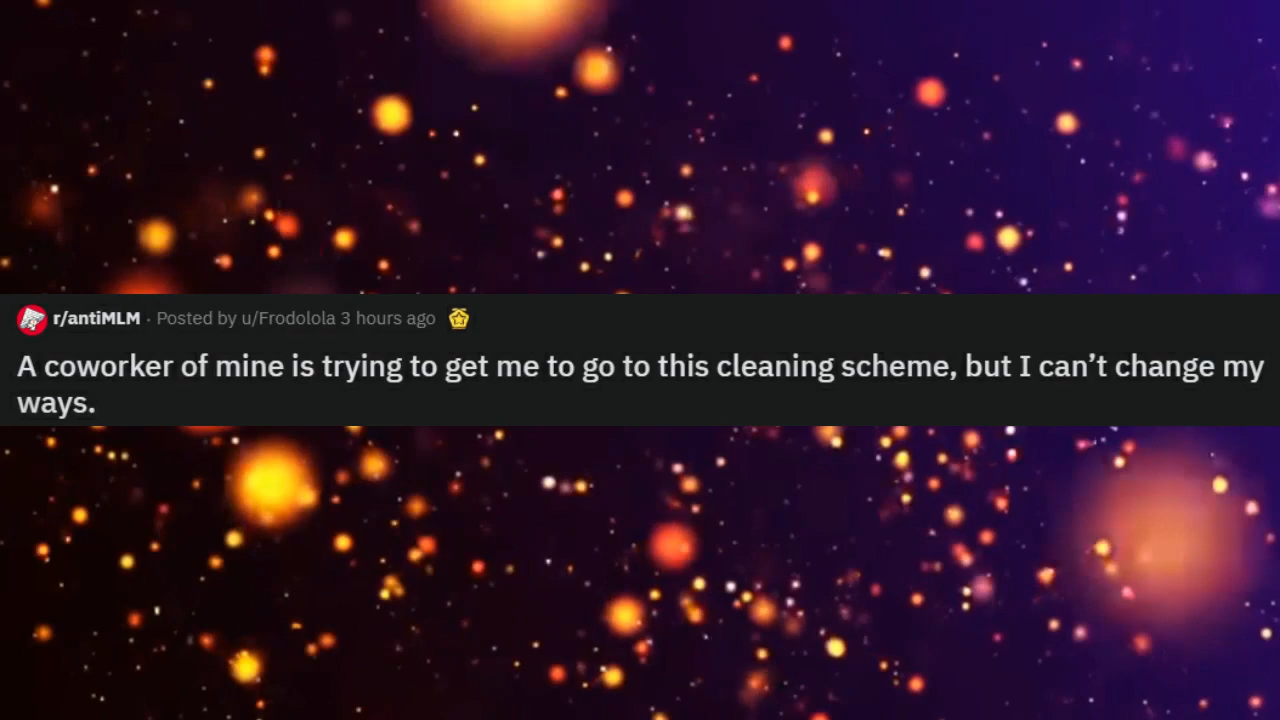 r/antiMLM · Posted by u/Frodolola 3 hours ago
A coworker of mine is trying to get me to go to this cleaning scheme, but I can’t change my
ways.